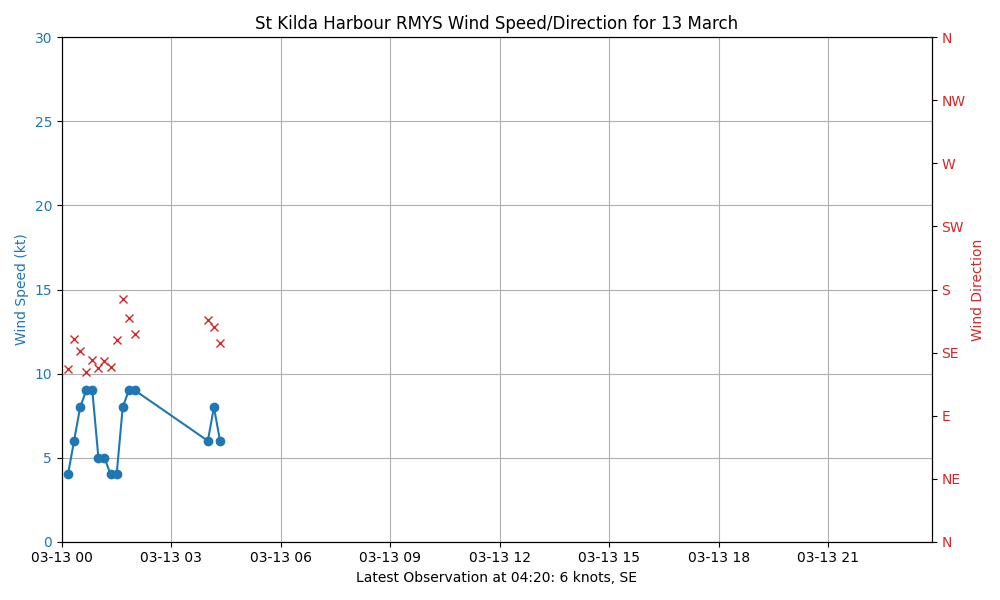 St Kilda Harbour RMYS Wind Speed/Direction for 13 March
30
25
20
15
10
5
0
Wind Speed (kt)
N
NW
W
SW
S
SE
E
NE
N
Wind Direction
03-13 00
03-13 03
03-13 06
03-13 09
03-13 12
03-13 15
03-13 18
03-13 21
Latest Observation at 04:20: 6 knots, SE